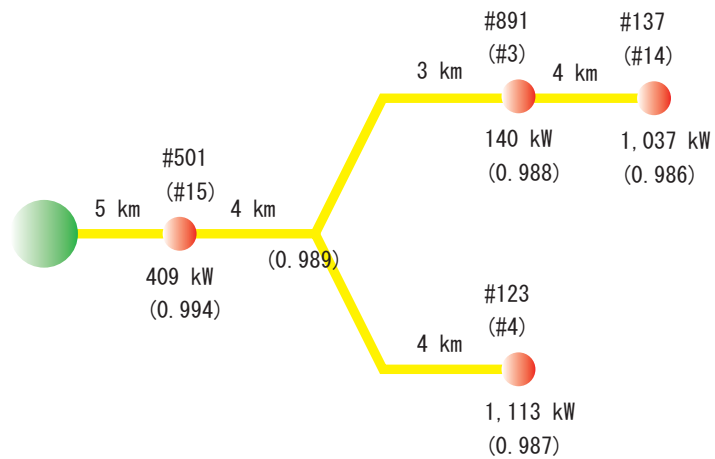 #891
(#3)
#137
(#14)
3 km
4 km
140 kW
(0.988)
1,037 kW
(0.986)
#501
(#15)
5 km
4 km
409 kW
(0.994)
(0.989)
#123
(#4)
4 km
1,113 kW
(0.987)